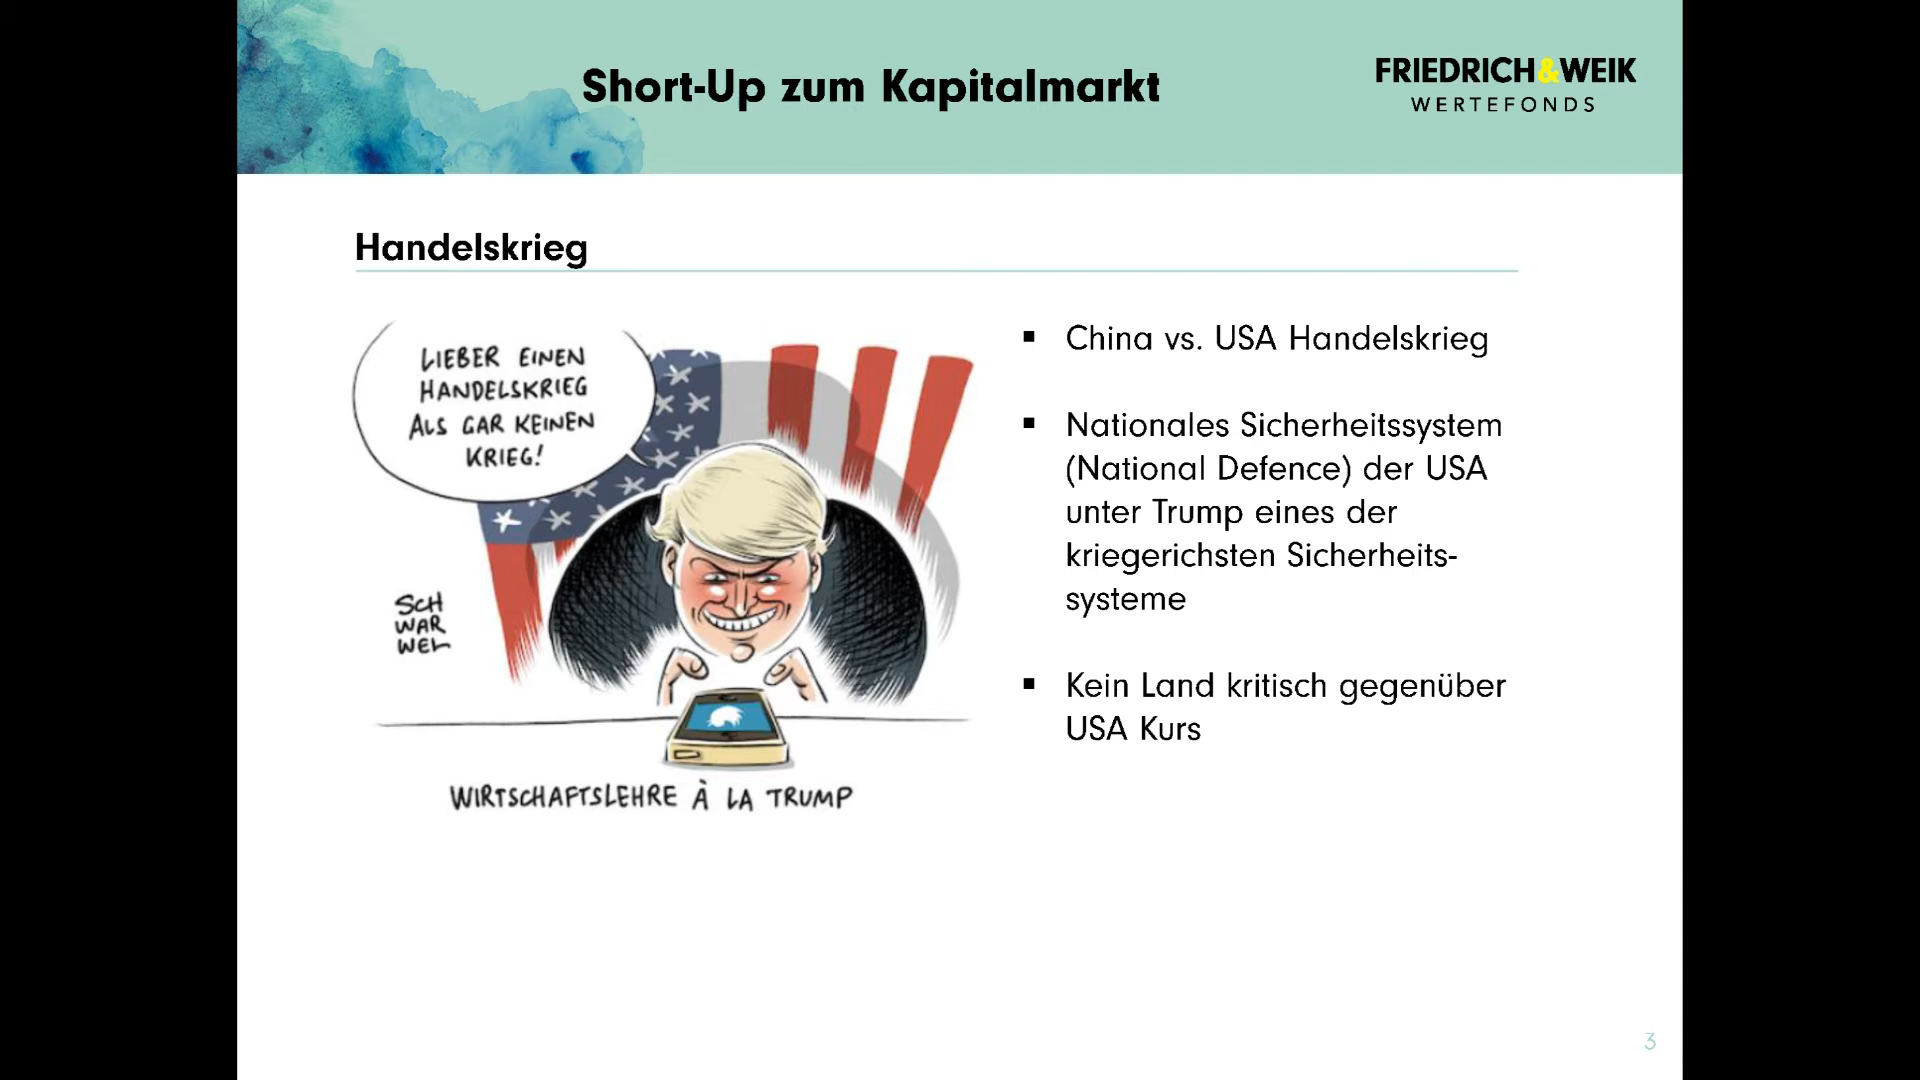 Short-Up zum Kapitalmarkt
FRIEDRICH&WEIK
WERTEFONDS
Handelskrieg
LIEBER EINEN
HANDELSKRIEG
ALS GAR KEINEN
KRIEG!
SCH
WAR
WEL
WIRTSCHAFTSLEHRE À LA TRUMP
▪ China vs. USA Handelskrieg
▪ Nationales Sicherheitssystem
(National Defence) der USA
unter Trump eines der
kriegerichsten Sicherheits-
systeme
▪ Kein Land kritisch gegenüber
USA Kurs
3